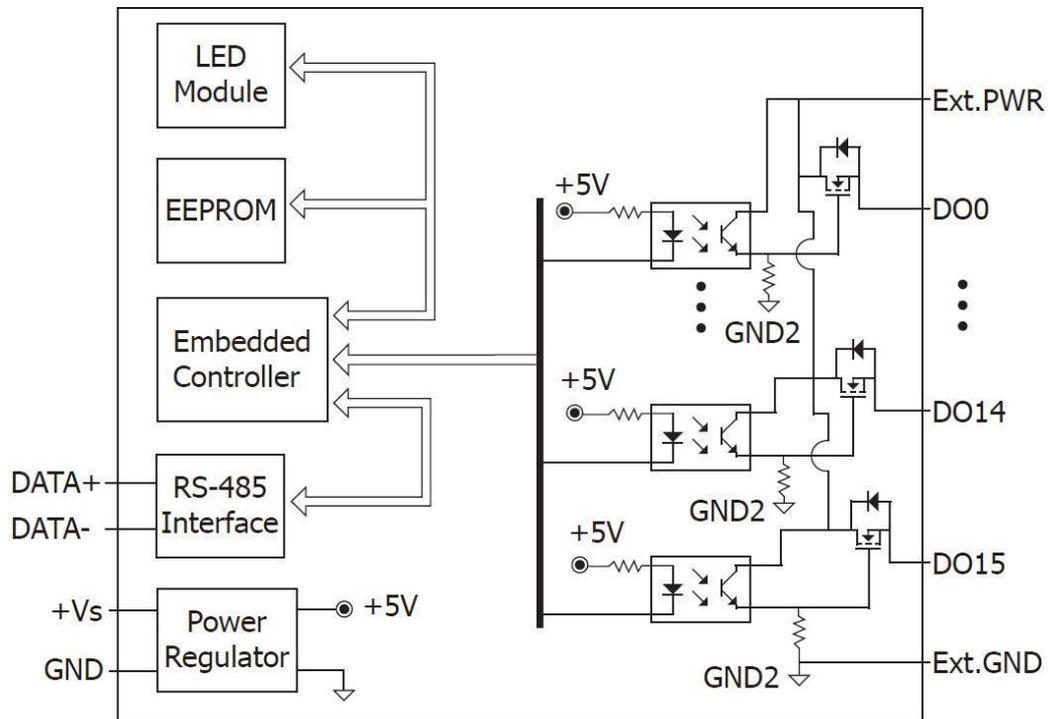 LED
Module
EEPROM
Embedded
Controller
DATA+
DATA-
RS-485
Interface
+Vs
GND
Power
Regulator
+5V
+5V
GND2
+5V
GND2
+5V
GND2
Ext.PWR
DO0
DO14
DO15
Ext.GND